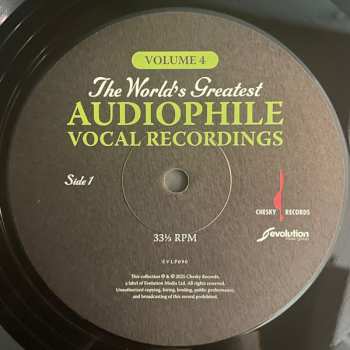 VOLUME 4
The World's Greatest
AUDIOPHILE
VOCAL RECORDINGS
Side 1
CHESKY RECORDS
evolution
33⅓ RPM
EVLP090
This collection ℗ & © 2025 Chesky Records,
a label of Evolution Media Ltd. All rights reserved.
Unauthorized copying, hiring, lending, public performance,
and broadcasting of this record prohibited.